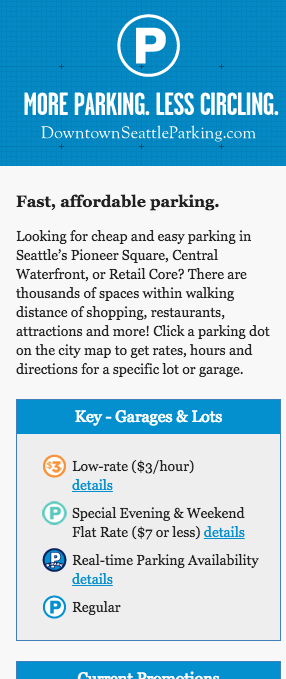 P
MORE PARKING. LESS CIRCLING.
DowntownSeattleParking.com
Fast, affordable parking.
Looking for cheap and easy parking in
Seattle’s Pioneer Square, Central
Waterfront, or Retail Core? There are
thousands of spaces within walking
distance of shopping, restaurants,
attractions and more! Click a parking dot
on the city map to get rates, hours and
directions for a specific lot or garage.
Key - Garages & Lots
$3 Low-rate ($3/hour)
details
P Special Evening & Weekend
Flat Rate ($7 or less) details
P Real-time Parking Availability
details
P Regular
Current Promotions